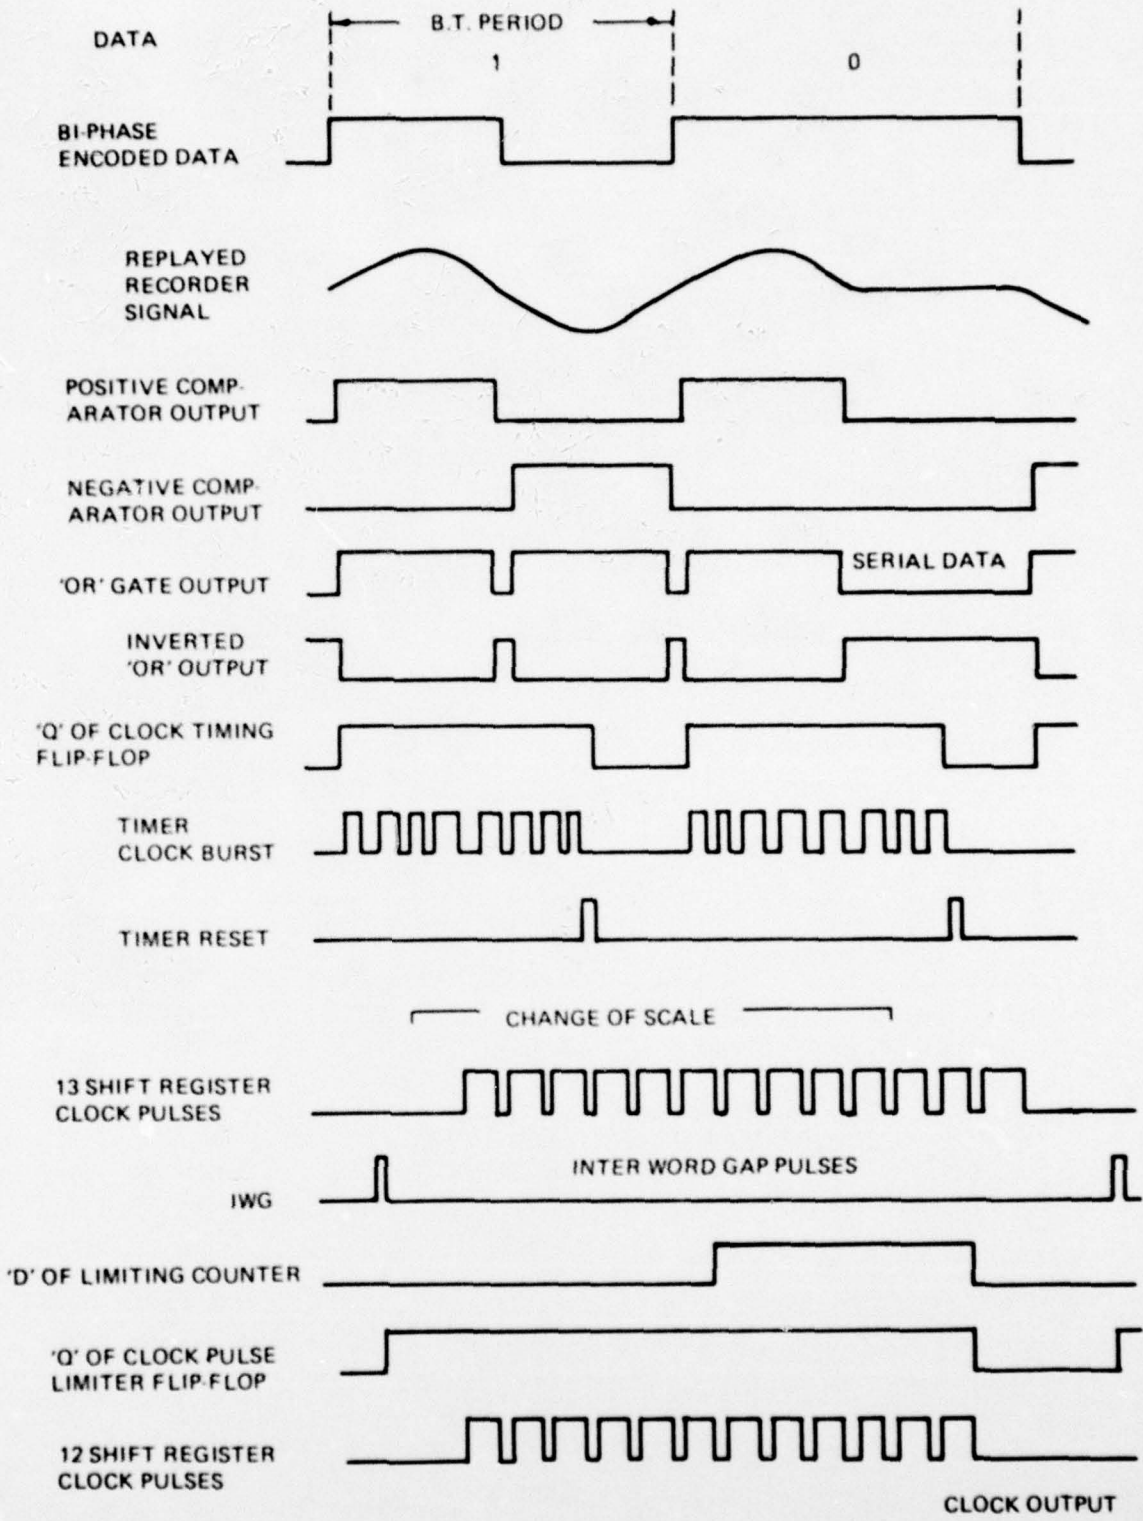 B.T. PERIOD
DATA
1
0
BI-PHASE
ENCODED DATA
REPLAYED
RECORDER
SIGNAL
POSITIVE COMP-
ARATOR OUTPUT
NEGATIVE COMP-
ARATOR OUTPUT
'OR' GATE OUTPUT
SERIAL DATA
INVERTED
'OR' OUTPUT
'Q' OF CLOCK TIMING
FLIP-FLOP
TIMER
CLOCK BURST
TIMER RESET
CHANGE OF SCALE
13 SHIFT REGISTER
CLOCK PULSES
INTER WORD GAP PULSES
IWG
'D' OF LIMITING COUNTER
'Q' OF CLOCK PULSE
LIMITER FLIP-FLOP
12 SHIFT REGISTER
CLOCK PULSES
CLOCK OUTPUT